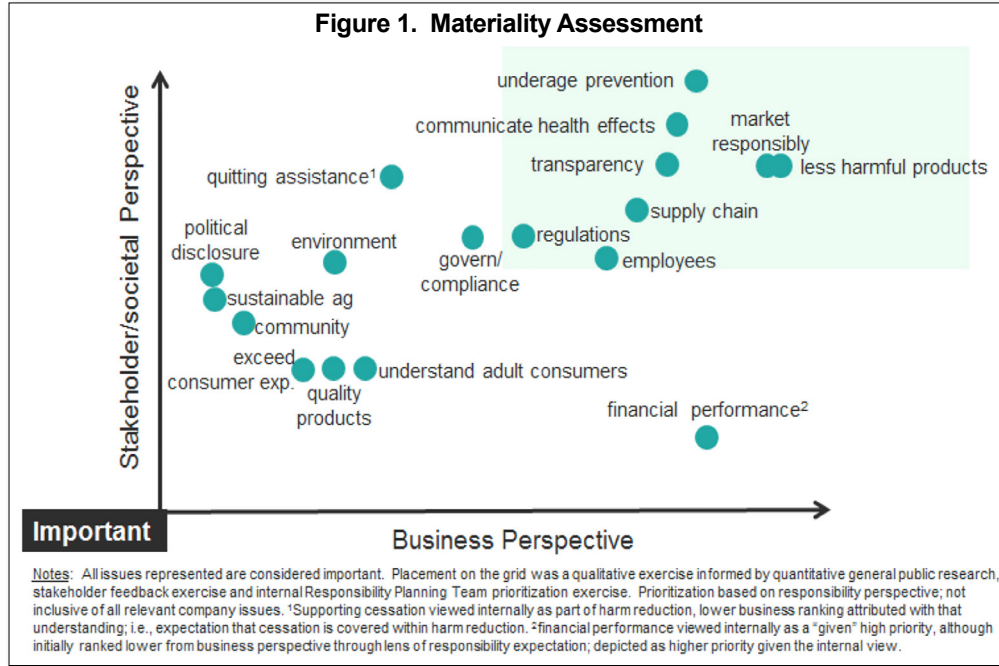 Figure 1.  Materiality Assessment
underage prevention
communicate health effects
market
responsibly
transparency
less harmful products
quitting assistance¹
supply chain
political
disclosure
environment
regulations
govern/
compliance
employees
sustainable ag
community
exceed
consumer exp.
quality
products
understand adult consumers
financial performance²
Stakeholder/societal Perspective
Important
Business Perspective
Notes: All issues represented are considered important. Placement on the grid was a qualitative exercise informed by quantitative general public research,
stakeholder feedback exercise and internal Responsibility Planning Team prioritization exercise. Prioritization based on responsibility perspective; not
inclusive of all relevant company issues. ¹Supporting cessation viewed internally as part of harm reduction, lower business ranking attributed with that
understanding; i.e., expectation that cessation is covered within harm reduction. ²financial performance viewed internally as a "given" high priority, although
initially ranked lower from business perspective through lens of responsibility expectation; depicted as higher priority given the internal view.